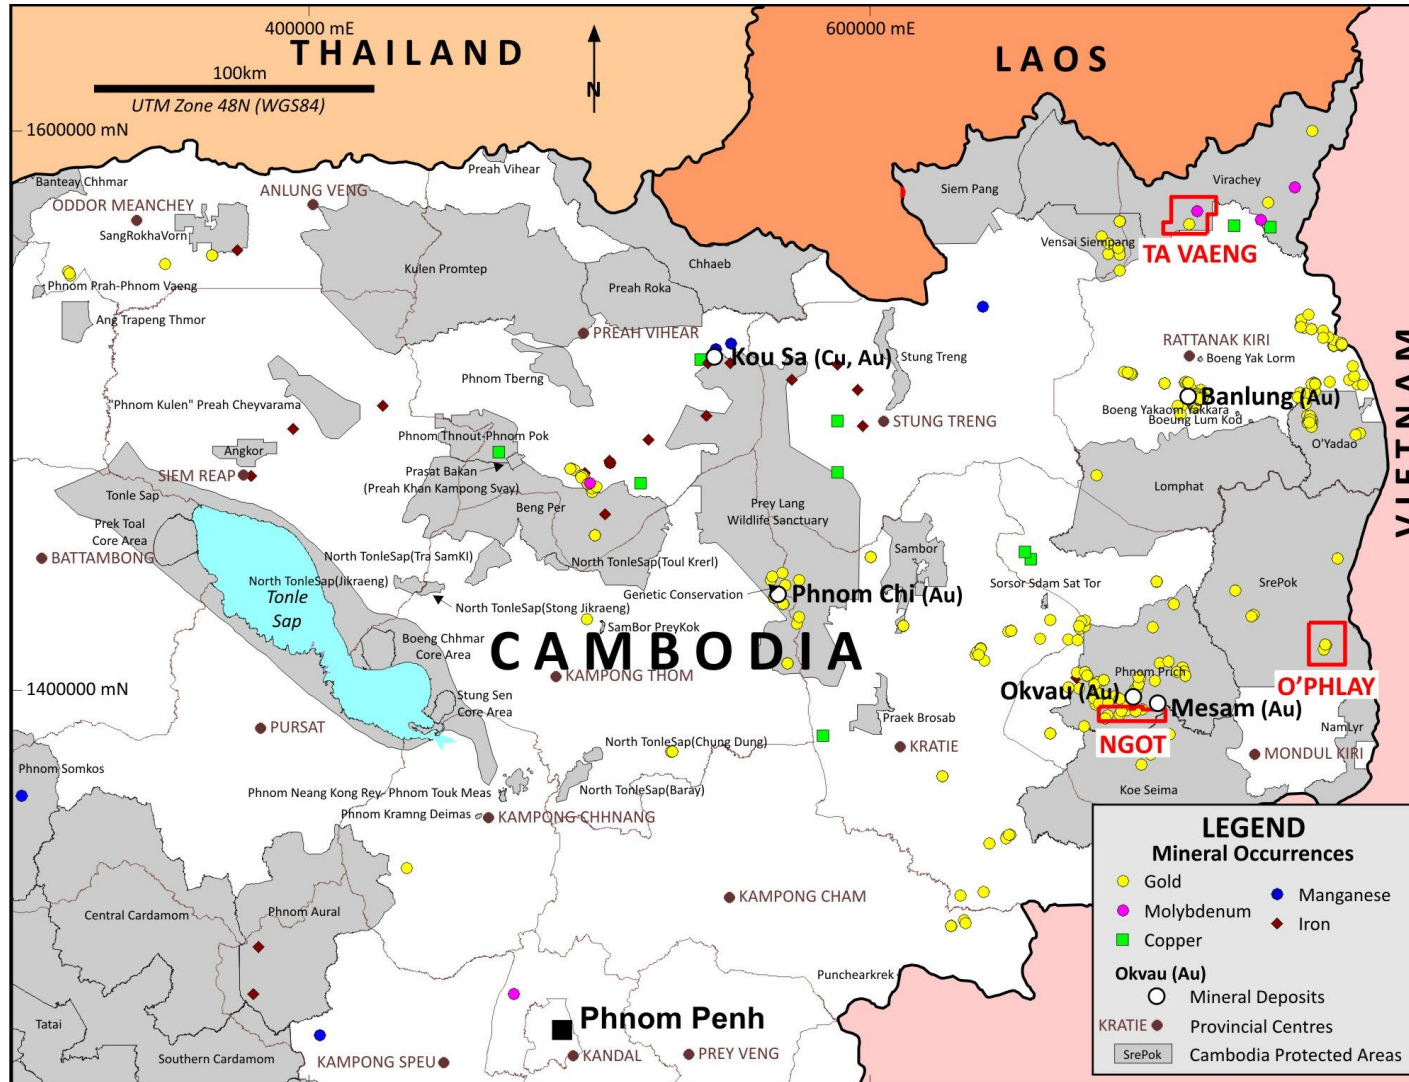 400000 mE
600000 mE
THAILAND
LAOS
100km
UTM Zone 48N (WGS84)
N
1600000 mN
Preah Vihear
Banteay Chhmar
ANLUNG VENG
ODDOR MEANCHEY
SangRokhaVorn
Siem Pang
Virachey
Vensai Siempang
TA VAENG
Chhaeb
Kulen Promtep
Preah Roka
Phnom Prah-Phnom Vaeng
Ang Trapeng Thmor
PREAH VIHEAR
Kou Sa (Cu, Au)
Stung Treng
RATTANAK KIRI
Boeng Yak Lorm
VIETNAM
Phnom Tberng
"Phnom Kulen" Preah Cheyvarama
Banlung (Au)
Boeng Yakaom Yakkara
Boeung Lum Kod
STUNG TRENG
Phnom Thnout-Phnom Pok
Angkor
O'Yadao
SIEM REAP
Prasat Bakan
(Preah Khan Kampong Svay)
Lomphat
Tonle Sap
Beng Per
Prey Lang
Wildlife Sanctuary
Prek Toal
Core Area
BATTAMBONG
North TonleSap(Tra SamKI)
North TonleSap(Toul Krerl)
Sambor
North TonleSap(Jikraeng)
Sorsor Sdam Sat Tor
SrePok
Tonle
Sap
Genetic Conservation
Phnom Chi (Au)
North TonleSap(Stong Jikraeng)
SamBor PreyKok
Boeng Chhmar
Core Area
CAMBODIA
KAMPONG THOM
Phnom Prich
1400000 mN
O'PHLAY
Okvau (Au)
Stung Sen
Core Area
Mesam (Au)
Praek Brosab
NamLyr
PURSAT
North TonleSap(Chung Dung)
KRATIE
NGOT
MONDUL KIRI
Phnom Somkos
Phnom Neang Kong Rey- Phnom Touk Meas
North TonleSap(Baray)
Koe Seima
Phnom Kramng Deimas
KAMPONG CHHNANG
KAMPONG CHAM
Central Cardamom
Phnom Aural
Punchearkrek
Phnom Penh
Tatai
Southern Cardamom
KAMPONG SPEU
KANDAL
PREY VENG
LEGEND
Mineral Occurrences
Gold
Manganese
Molybdenum
Iron
Copper
Okvau (Au)
Mineral Deposits
KRATIE
Provincial Centres
SrePok
Cambodia Protected Areas